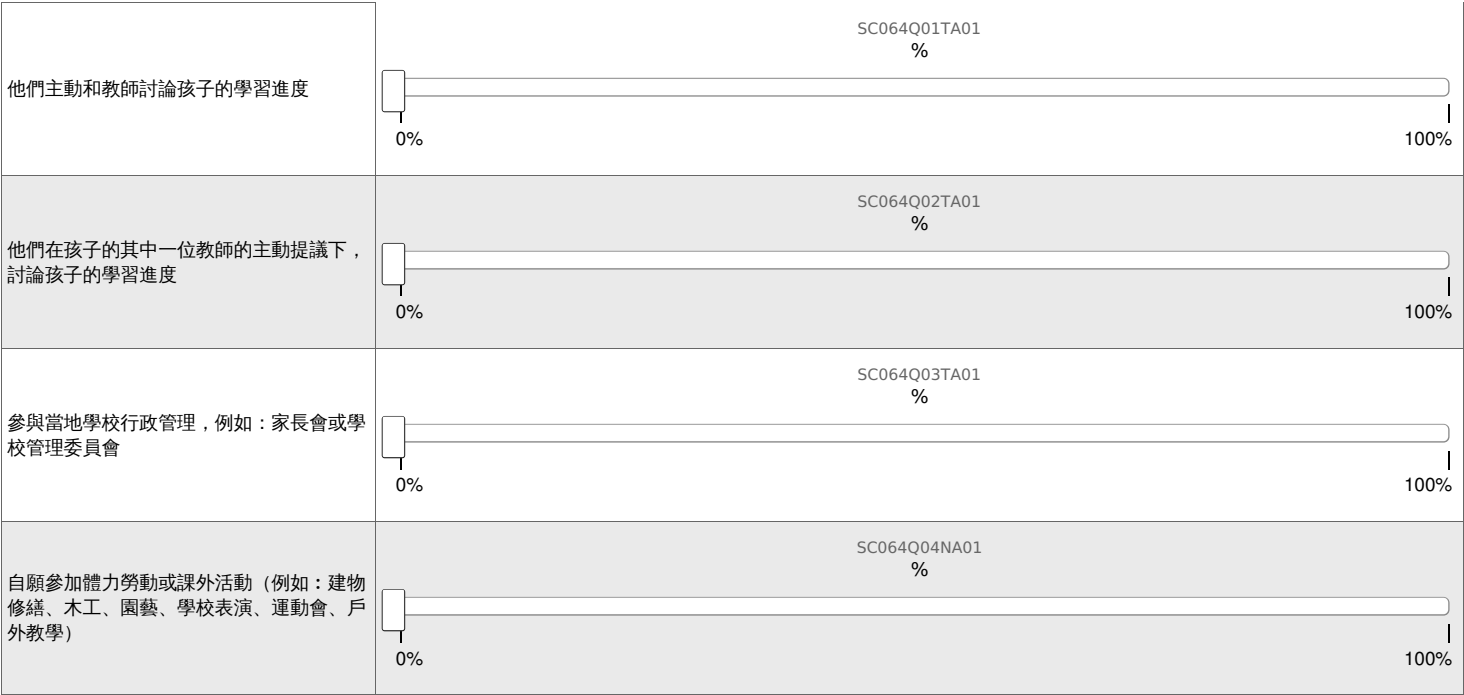 SC064Q01TA01
%
他們主動和教師討論孩子的學習進度
0%
100%
SC064Q02TA01
%
他們在孩子的其中一位教師的主動提議下，
討論孩子的學習進度
0%
100%
SC064Q03TA01
%
參與當地學校行政管理，例如：家長會或學
校管理委員會
0%
100%
SC064Q04NA01
%
自願參加體力勞動或課外活動（例如：建物
修繕、木工、園藝、學校表演、運動會、戶
外教學）
0%
100%